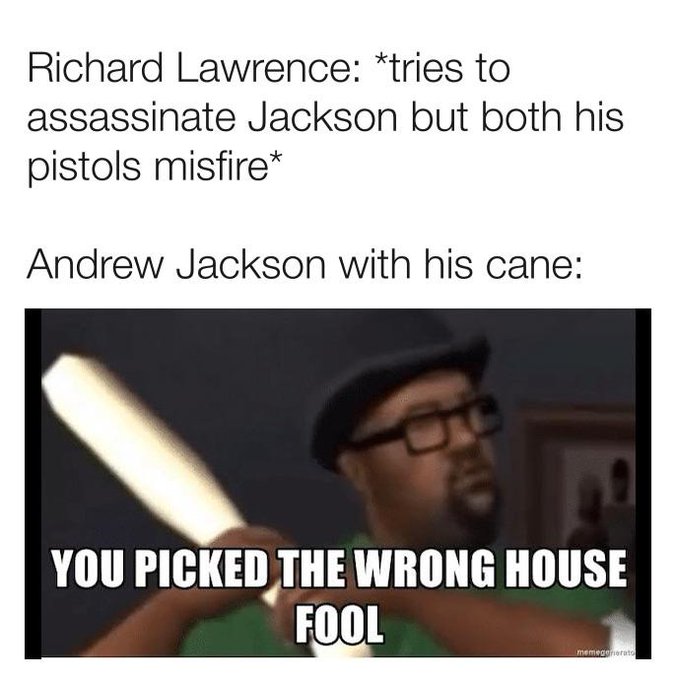 Richard Lawrence: *tries to
assassinate Jackson but both his
pistols misfire*
Andrew Jackson with his cane:
YOU PICKED THE WRONG HOUSE
FOOL